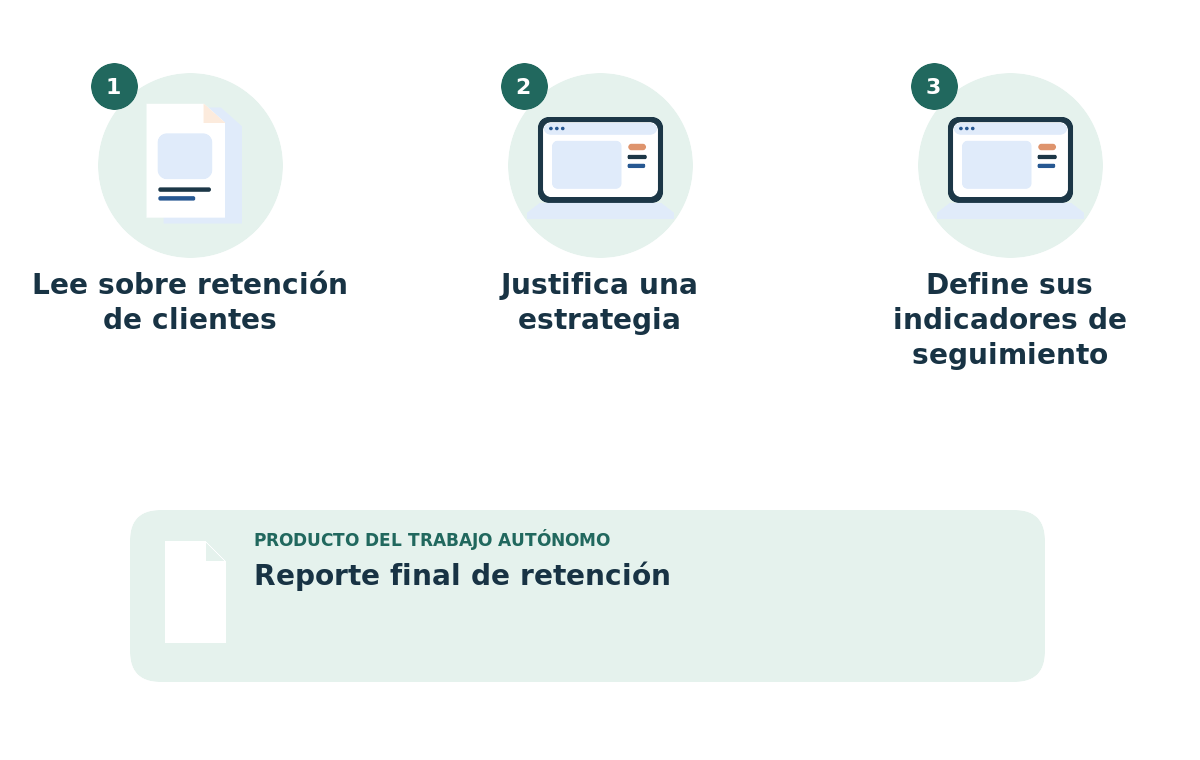 1
Lee sobre retención
de clientes
2
Justifica una
estrategia
3
Define sus
indicadores de
seguimiento
PRODUCTO DEL TRABAJO AUTÓNOMO
Reporte final de retención